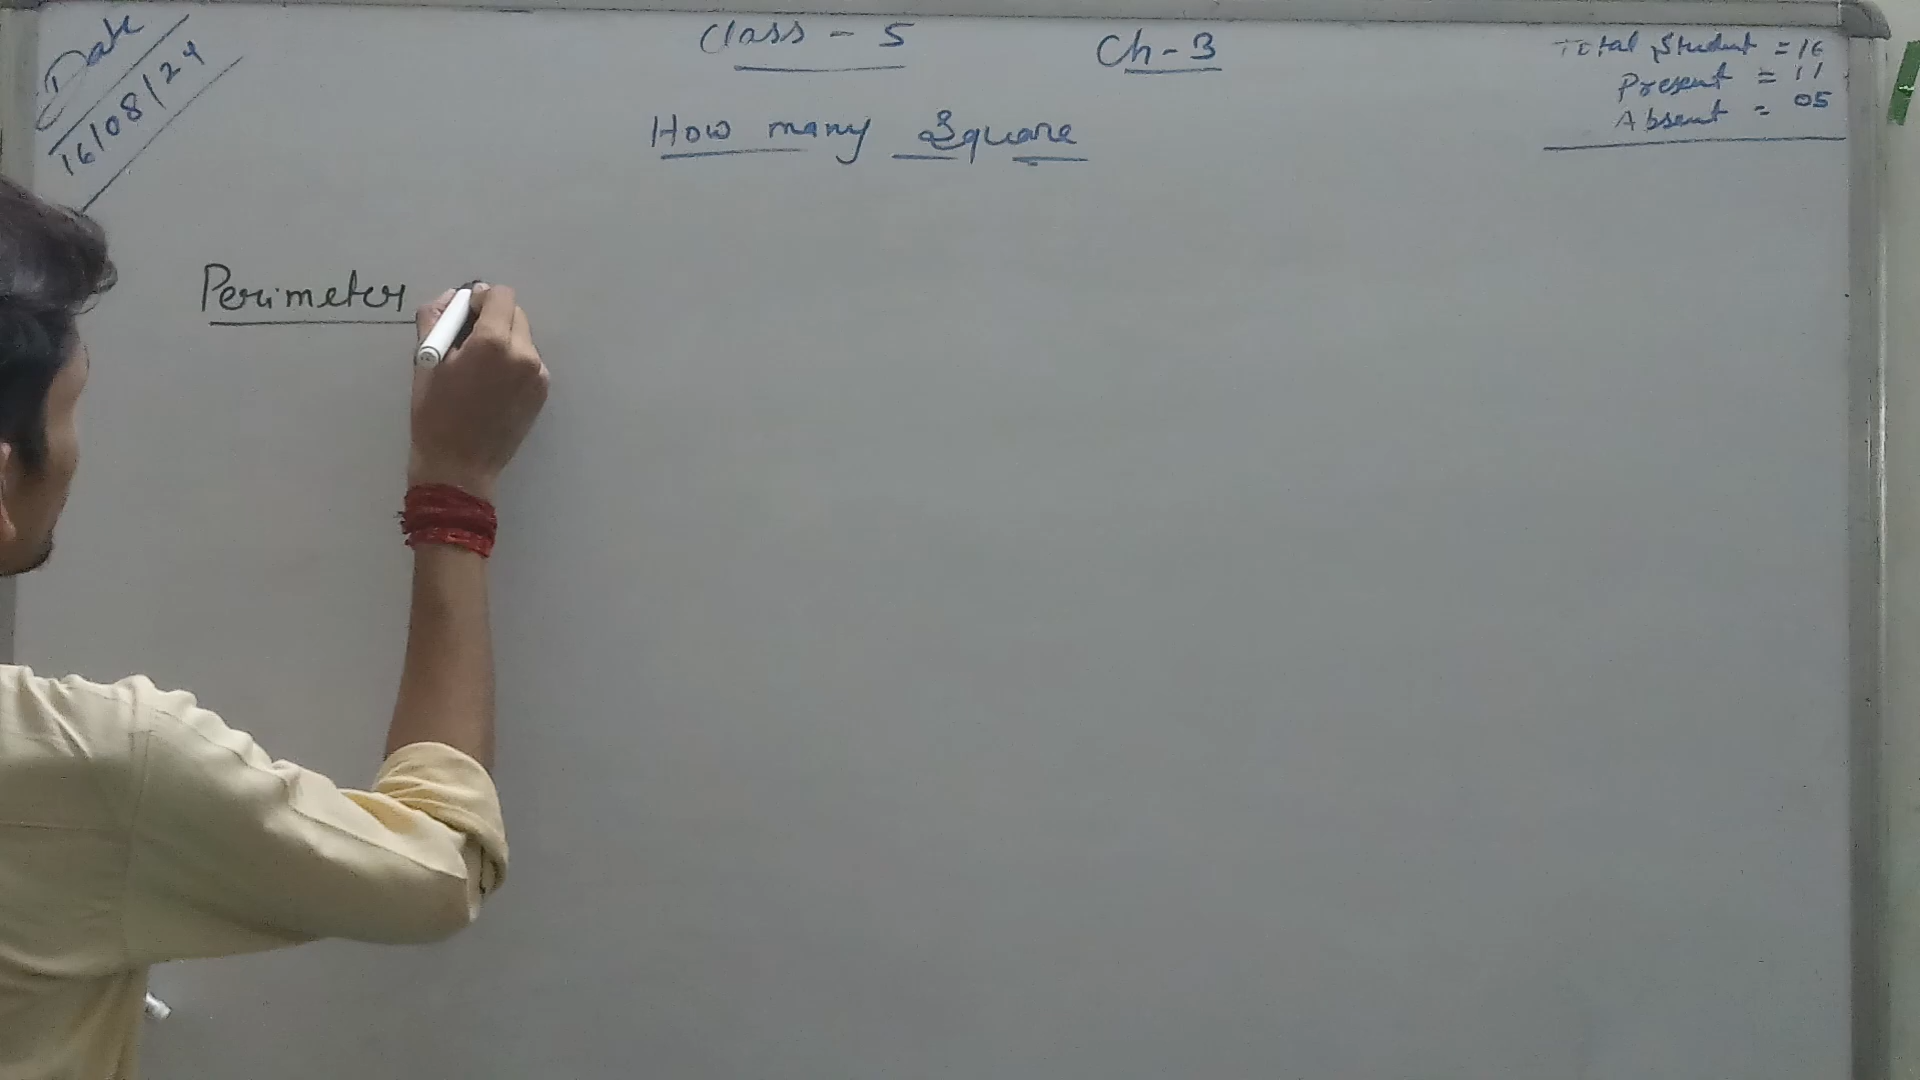 Date
16/08/24
Class - 5
Ch - 3
How many Square
Total Student = 16
Present = 11
Absent = 05
Perimeter